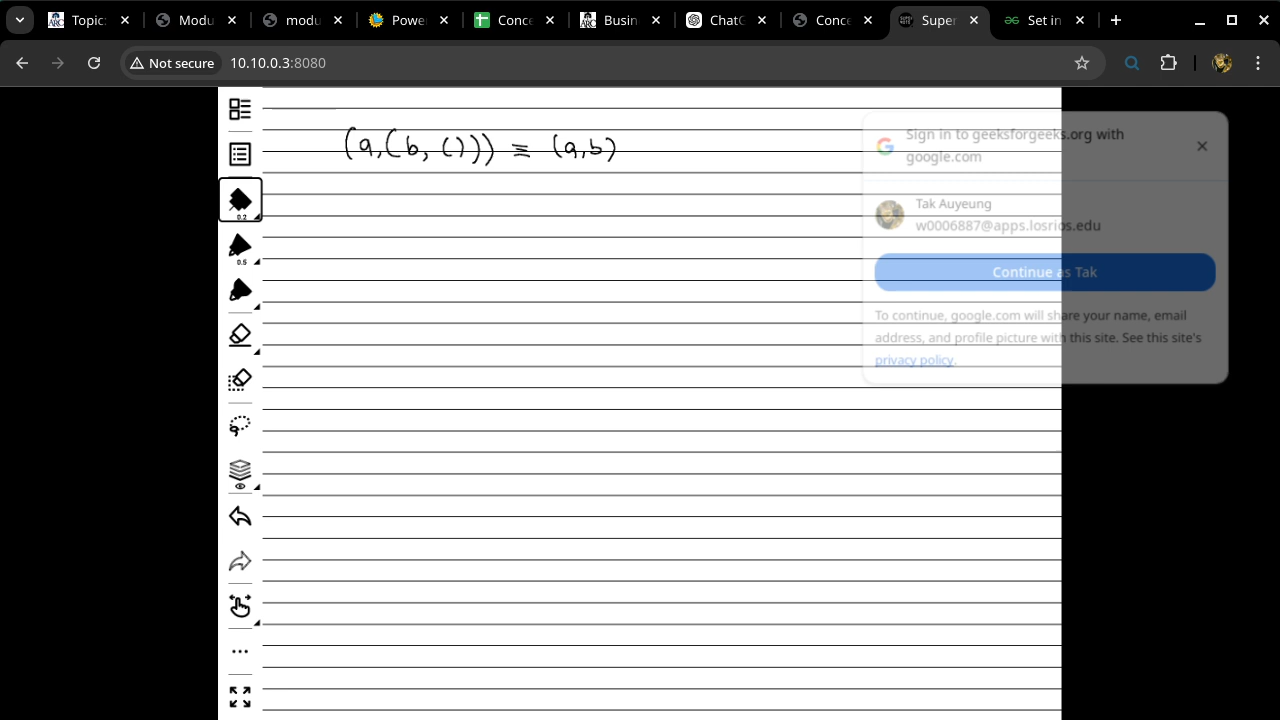 Topic:
Modu
modu
Powe
Conce
Busin
ChatG
Conce
Super
Set in
Not secure
10.10.0.3:8080
(a,(b, ())) ≡ (a,b)
0.2
0.5
Sign in to geeksforgeeks.org with
google.com
Tak Auyeung
w0006887@apps.losrios.edu
Continue as Tak
To continue, google.com will share your name, email
address, and profile picture with this site. See this site's
privacy policy.